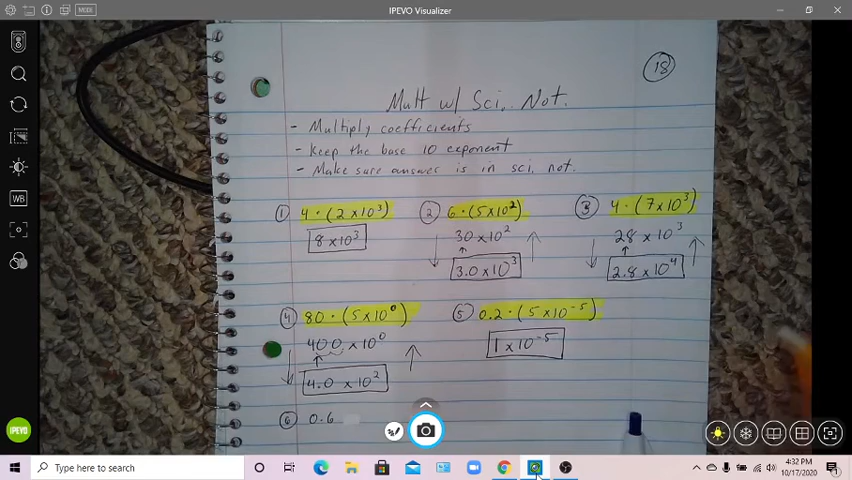 MODE
IPEVO Visualizer
18
Mult w/ Sci. Not.
- Multiply coefficients
- Keep the base 10 exponent
- Make sure answer is in sci. not.
① 4 · (2 x 10³) ② 6 · (5 x 10²) ③ 4 · (7 x 10³)
8 x 10³ 30 x 10² 28 x 10³
3.0 x 10³ 2.8 x 10⁴
④ 80 · (5 x 10⁰) ⑤ 0.2 · (5 x 10⁻⁵)
400 x 10⁰ 1 x 10⁻⁵
4.0 x 10²
⑥ 0.6
WB
IPEVO
Type here to search
4:32 PM
10/17/2020